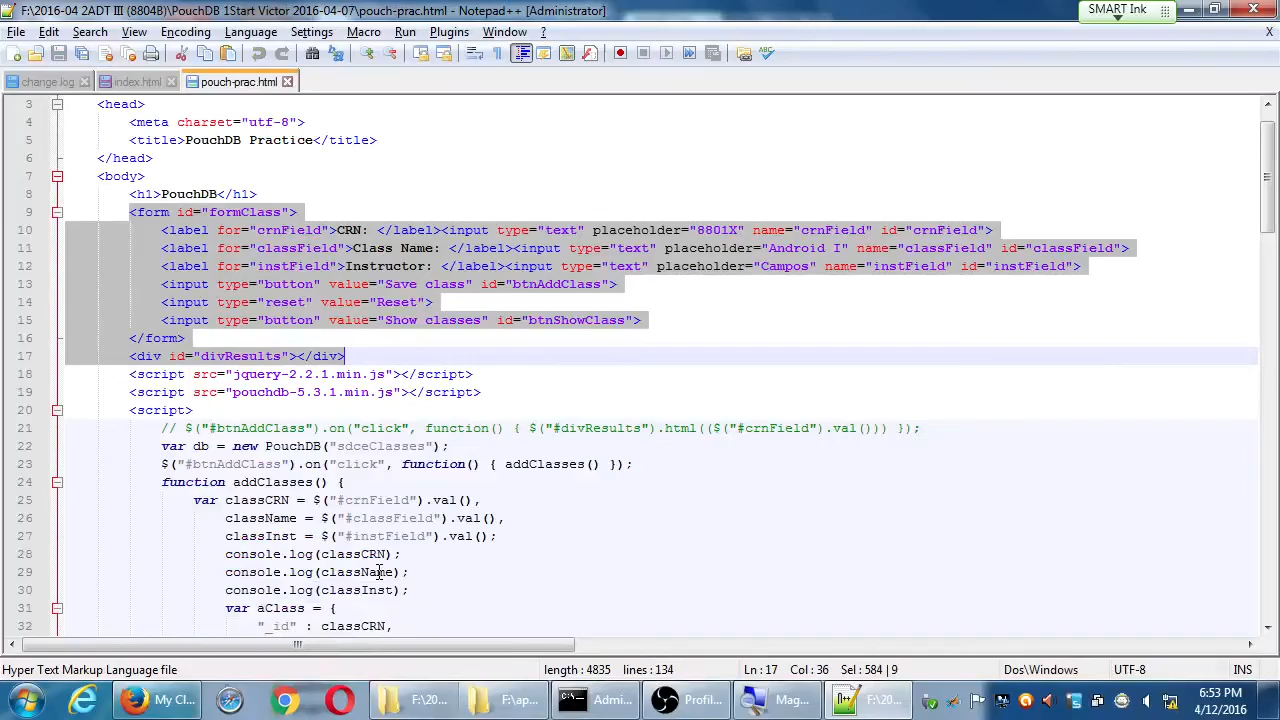 F:\2016-04 2ADT III (8804B)\PouchDB 1Start Victor 2016-04-07\pouch-prac.html - Notepad++ [Administrator]
SMART Ink
File Edit Search View Encoding Language Settings Macro Run Plugins Window ?
X
change.log index.html pouch-prac.html
3 <head>
4 <meta charset="utf-8">
5 <title>PouchDB Practice</title>
6 </head>
7 <body>
8 <h1>PouchDB</h1>
9 <form id="formClass">
10 <label for="crnField">CRN: </label><input type="text" placeholder="8801X" name="crnField" id="crnField">
11 <label for="classField">Class Name: </label><input type="text" placeholder="Android I" name="classField" id="classField">
12 <label for="instField">Instructor: </label><input type="text" placeholder="Campos" name="instField" id="instField">
13 <input type="button" value="Save class" id="btnAddClass">
14 <input type="reset" value="Reset">
15 <input type="button" value="Show classes" id="btnShowClass">
16 </form>
17 <div id="divResults"></div>
18 <script src="jquery-2.2.1.min.js"></script>
19 <script src="pouchdb-5.3.1.min.js"></script>
20 <script>
21 // $("#btnAddClass").on("click", function() { $("#divResults").html(($("#crnField").val())) });
22 var db = new PouchDB("sdceClasses");
23 $("#btnAddClass").on("click", function() { addClasses() });
24 function addClasses() {
25 var classCRN = $("#crnField").val(),
26 className = $("#classField").val(),
27 classInst = $("#instField").val();
28 console.log(classCRN);
29 console.log(className);
30 console.log(classInst);
31 var aClass = {
32 "_id" : classCRN,
Hyper Text Markup Language file length : 4835 lines : 134 Ln : 17 Col : 36 Sel : 584 | 9 Dos\Windows UTF-8 INS
My Cl... F:\20... F:\ap... Admi... Profil... Mag... F:\20...
6:53 PM
4/12/2016